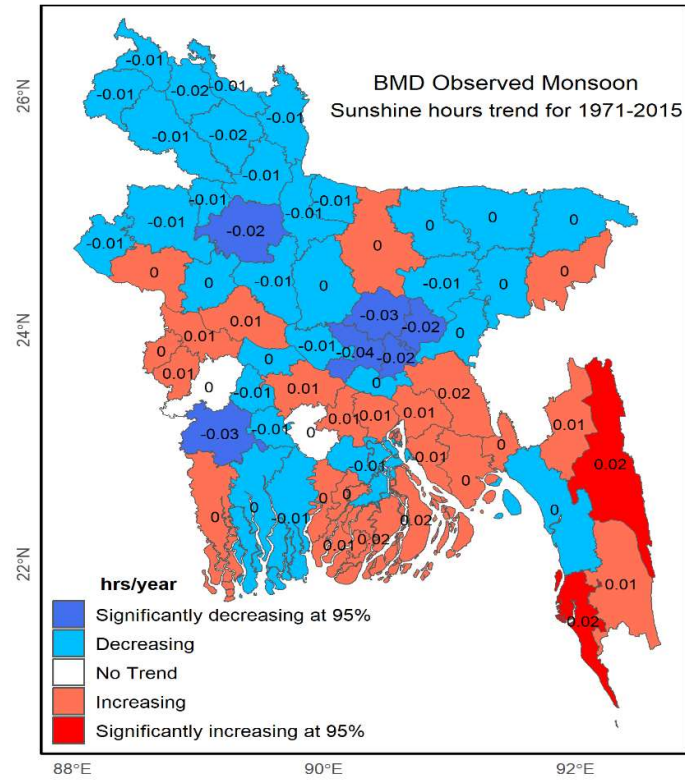 BMD Observed Monsoon
Sunshine hours trend for 1971-2015
26°N
24°N
22°N
-0.01
-0.01 -0.02 -0.01
-0.01
-0.01 -0.02
-0.01
-0.01 -0.01
-0.01 -0.01
-0.02 0 0 0 0
-0.01
0 0
0 -0.01 0 -0.01 0
-0.03
0.01 0.01 -0.02 0
0 -0.01 -0.04 -0.02
0.01 0 0
0 -0.01 0.01 0.02
0.01 0.01 0.01 0.01
-0.03 -0.01 0 0
-0.01 0.01 0.02
0 0 0
0 0 -0.01 0.02 0
0.01 0.02
0.01
0.02
hrs/year
Significantly decreasing at 95%
Decreasing
No Trend
Increasing
Significantly increasing at 95%
88°E 90°E 92°E